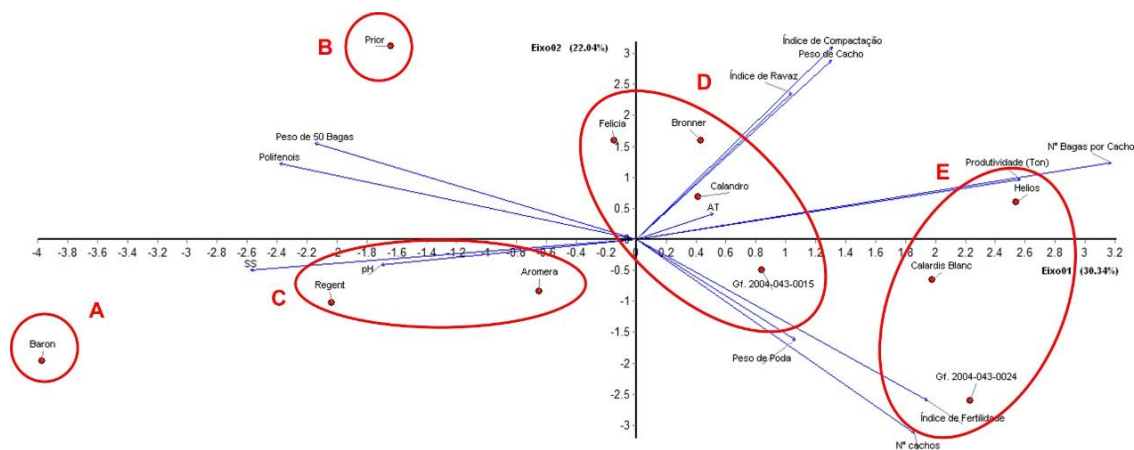 Prior
B
Eixo02 (22.04%)
Índice de Compactação
Peso de Cacho
D
Índice de Ravaz
Felicia
Bronner
Peso de 50 Bagas
Polifenois
N° Bagas por Cacho
Produtividade (Ton)
E
Helios
Calandro
AT
3
2.5
2
1.5
1
0.5
0
-0.5
-1
-1.5
-2
-2.5
-3
-4 -3.8 -3.6 -3.4 -3.2 -3 -2.8 -2.6 -2.4 -2.2 -2 -1.8 -1.6 -1.4 -1.2 -1 -0.8 -0.6 -0.4 -0.2 0 0.2 0.4 0.6 0.8 1 1.2 1.4 1.6 1.8 2 2.2 2.4 2.6 2.8 3 3.2
SS
pH
Aromera
Regent
C
Calardis Blanc
Eixo01 (30.34%)
Gf. 2004-043-0015
A
Baron
Peso de Poda
Gf. 2004-043-0024
Índice de Fertilidade
N° cachos